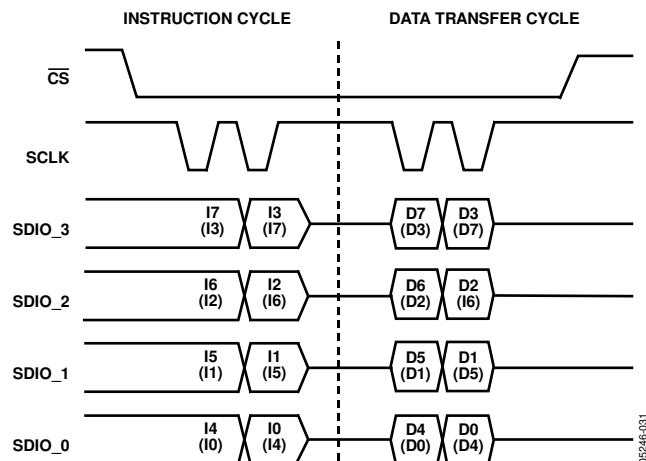 INSTRUCTION CYCLE DATA TRANSFER CYCLE
CS
SCLK
SDIO_3 I7 I3 D7 D3
(I3) (I7) (D3) (D7)
SDIO_2 I6 I2 D6 D2
(I2) (I6) (D2) (I6)
SDIO_1 I5 I1 D5 D1
(I1) (I5) (D1) (D5)
SDIO_0 I4 I0 D4 D0
(I0) (I4) (D0) (D4)
05246-031